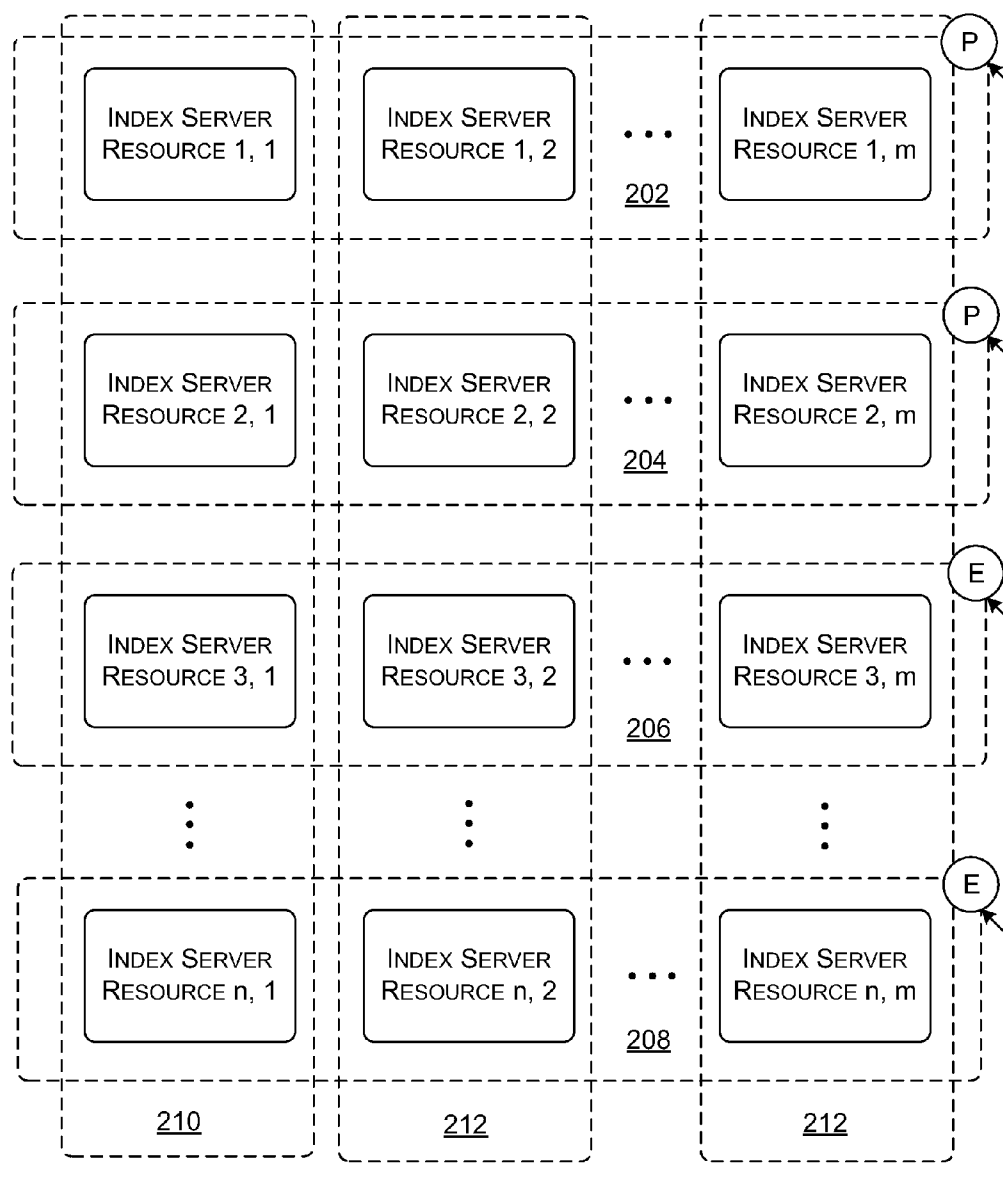 P
INDEX SERVER
RESOURCE 1, 1
INDEX SERVER
RESOURCE 1, 2
INDEX SERVER
RESOURCE 1, m
202
P
INDEX SERVER
RESOURCE 2, 1
INDEX SERVER
RESOURCE 2, 2
INDEX SERVER
RESOURCE 2, m
204
E
INDEX SERVER
RESOURCE 3, 1
INDEX SERVER
RESOURCE 3, 2
INDEX SERVER
RESOURCE 3, m
206
E
INDEX SERVER
RESOURCE n, 1
INDEX SERVER
RESOURCE n, 2
INDEX SERVER
RESOURCE n, m
208
210
212
212